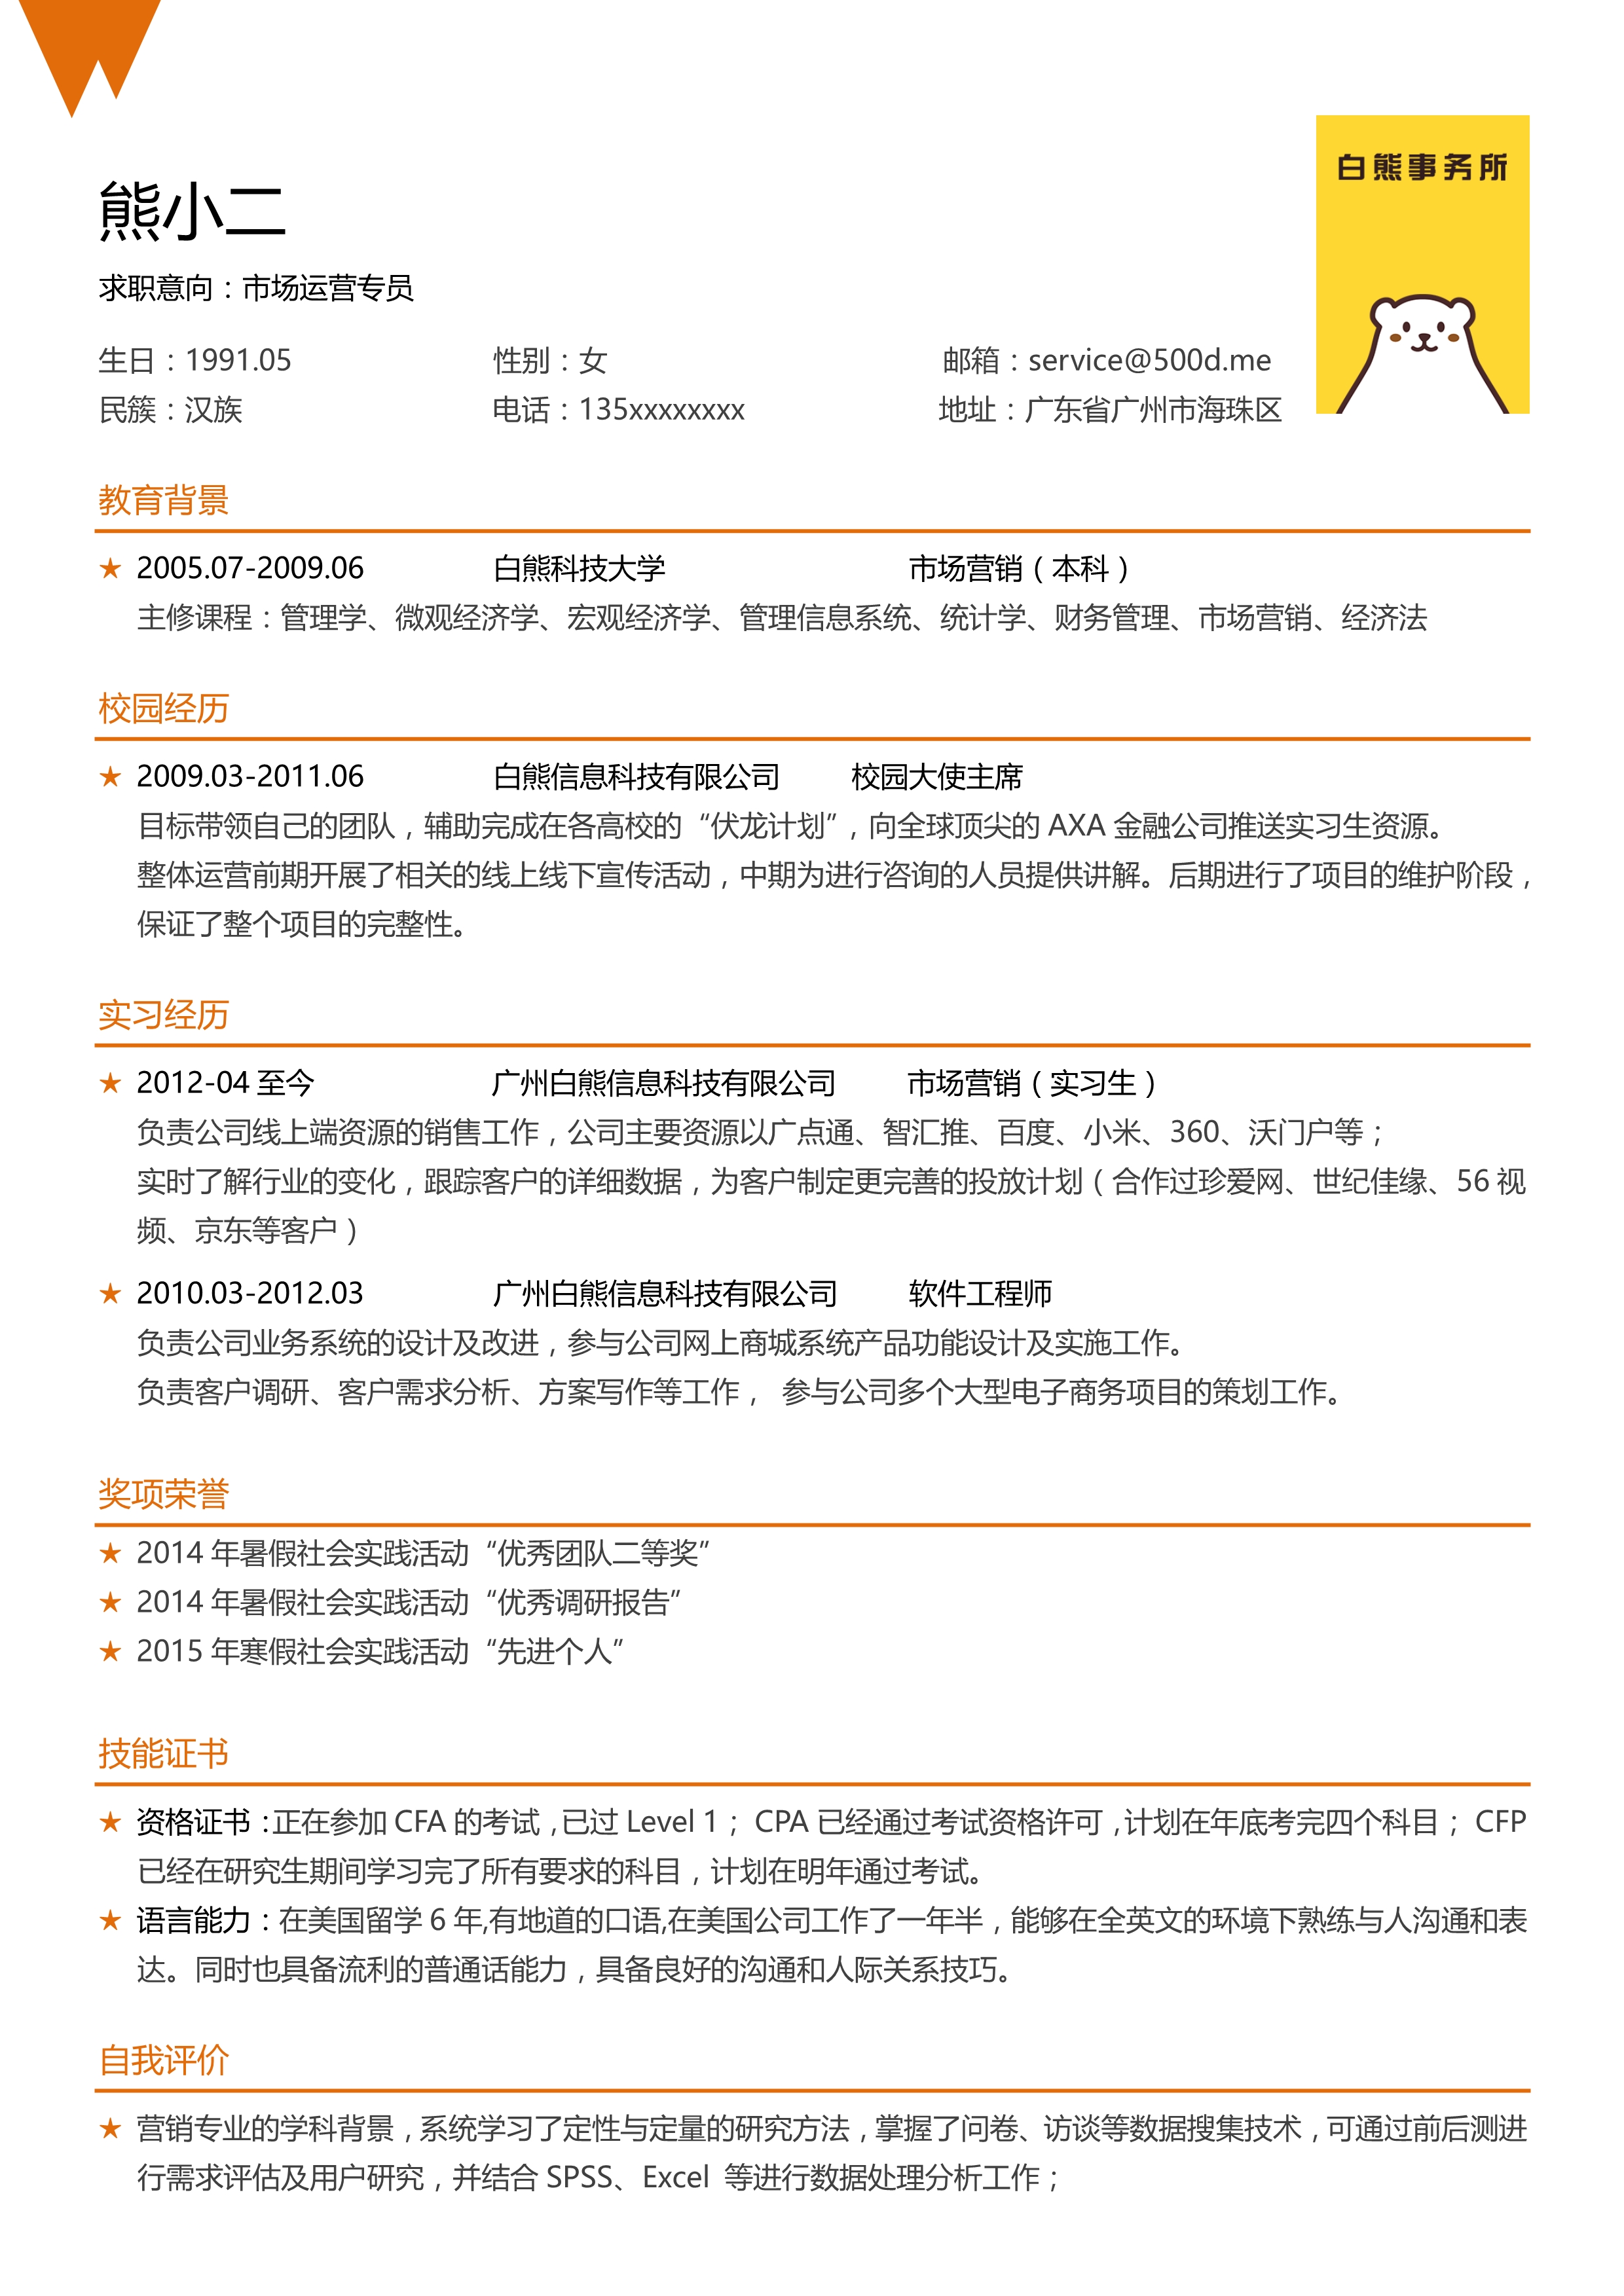 白熊事务所
熊小二
求职意向：市场运营专员
生日：1991.05 性别：女 邮箱：service@500d.me
民簇：汉族 电话：135xxxxxxxx 地址：广东省广州市海珠区
教育背景
★ 2005.07-2009.06 白熊科技大学 市场营销（本科）
主修课程：管理学、微观经济学、宏观经济学、管理信息系统、统计学、财务管理、市场营销、经济法
校园经历
★ 2009.03-2011.06 白熊信息科技有限公司 校园大使主席
目标带领自己的团队，辅助完成在各高校的“伏龙计划”，向全球顶尖的 AXA 金融公司推送实习生资源。
整体运营前期开展了相关的线上线下宣传活动，中期为进行咨询的人员提供讲解。后期进行了项目的维护阶段，
保证了整个项目的完整性。
实习经历
★ 2012-04 至今 广州白熊信息科技有限公司 市场营销（实习生）
负责公司线上端资源的销售工作，公司主要资源以广点通、智汇推、百度、小米、360、沃门户等；
实时了解行业的变化，跟踪客户的详细数据，为客户制定更完善的投放计划（合作过珍爱网、世纪佳缘、56 视
频、京东等客户）
★ 2010.03-2012.03 广州白熊信息科技有限公司 软件工程师
负责公司业务系统的设计及改进，参与公司网上商城系统产品功能设计及实施工作。
负责客户调研、客户需求分析、方案写作等工作， 参与公司多个大型电子商务项目的策划工作。
奖项荣誉
★ 2014 年暑假社会实践活动“优秀团队二等奖”
★ 2014 年暑假社会实践活动“优秀调研报告”
★ 2015 年寒假社会实践活动“先进个人”
技能证书
★ 资格证书：正在参加 CFA 的考试，已过 Level 1； CPA 已经通过考试资格许可，计划在年底考完四个科目； CFP
已经在研究生期间学习完了所有要求的科目，计划在明年通过考试。
★ 语言能力：在美国留学 6 年,有地道的口语,在美国公司工作了一年半，能够在全英文的环境下熟练与人沟通和表
达。同时也具备流利的普通话能力，具备良好的沟通和人际关系技巧。
自我评价
★ 营销专业的学科背景，系统学习了定性与定量的研究方法，掌握了问卷、访谈等数据搜集技术，可通过前后测进
行需求评估及用户研究，并结合 SPSS、Excel 等进行数据处理分析工作；